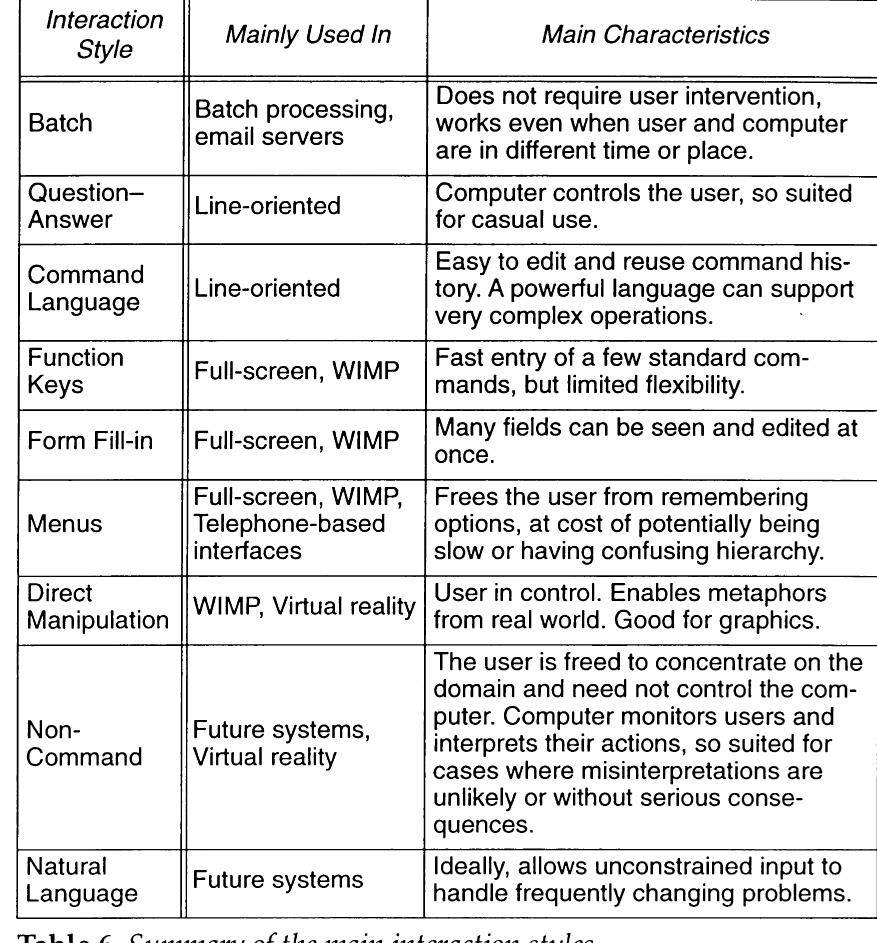 Interaction
Style
Mainly Used In
Main Characteristics
Batch
Batch processing,
email servers
Does not require user intervention,
works even when user and computer
are in different time or place.
Question–
Answer
Line-oriented
Computer controls the user, so suited
for casual use.
Command
Language
Line-oriented
Easy to edit and reuse command his-
tory. A powerful language can support
very complex operations.
Function
Keys
Full-screen, WIMP
Fast entry of a few standard com-
mands, but limited flexibility.
Form Fill-in
Full-screen, WIMP
Many fields can be seen and edited at
once.
Menus
Full-screen, WIMP,
Telephone-based
interfaces
Frees the user from remembering
options, at cost of potentially being
slow or having confusing hierarchy.
Direct
Manipulation
WIMP, Virtual reality
User in control. Enables metaphors
from real world. Good for graphics.
Non-
Command
Future systems,
Virtual reality
The user is freed to concentrate on the
domain and need not control the com-
puter. Computer monitors users and
interprets their actions, so suited for
cases where misinterpretations are
unlikely or without serious conse-
quences.
Natural
Language
Future systems
Ideally, allows unconstrained input to
handle frequently changing problems.
Table 6. Summary of the main interaction styles